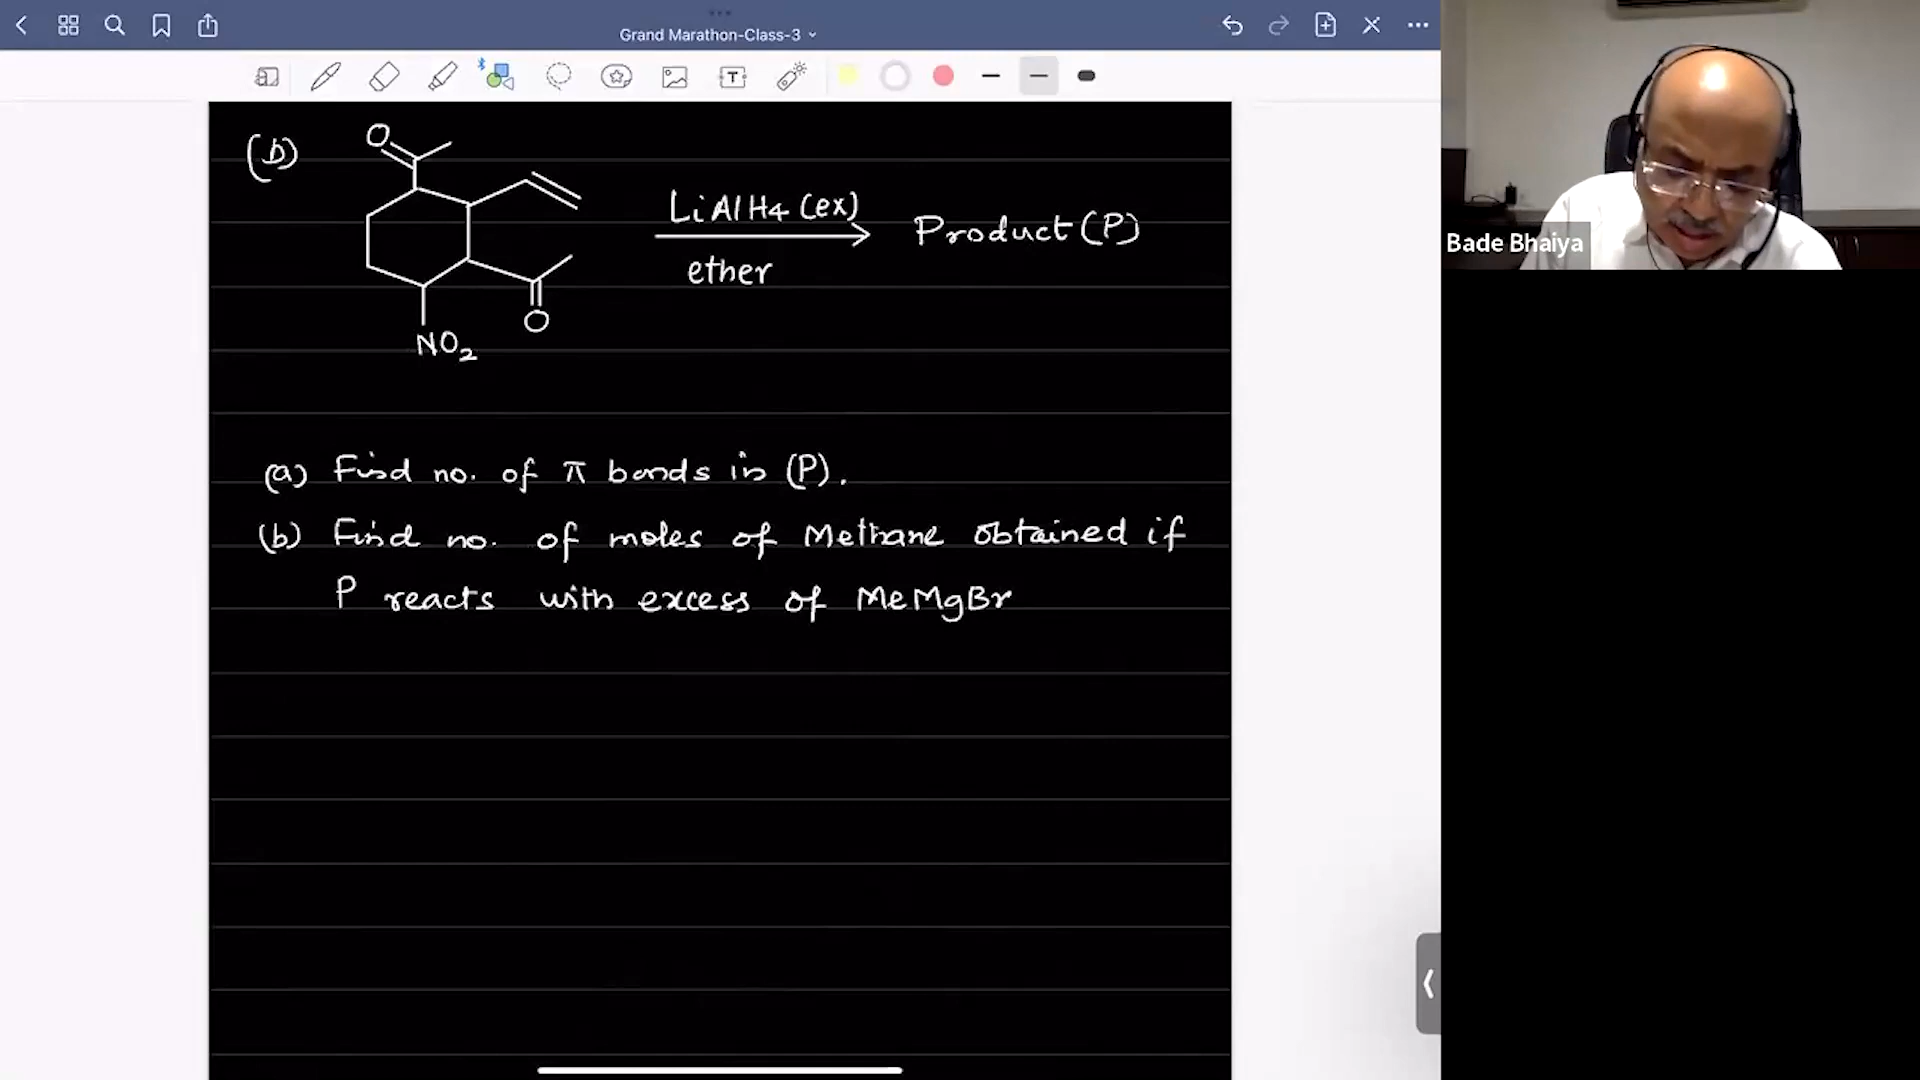 Grand Marathon-Class-3
T
(D)
O
LiAlH4 (ex)
Product (P)
ether
O
NO2
Bade Bhaiya
(a) Find no. of π bonds in (P).
(b) Find no. of moles of Methane obtained if
P reacts with excess of MeMgBr